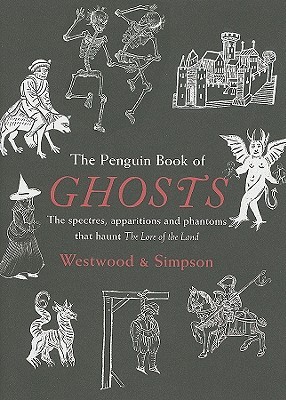 The Penguin Book of
GHOSTS
The spectres, apparitions and phantoms
that haunt The Lore of the Land
Westwood & Simpson